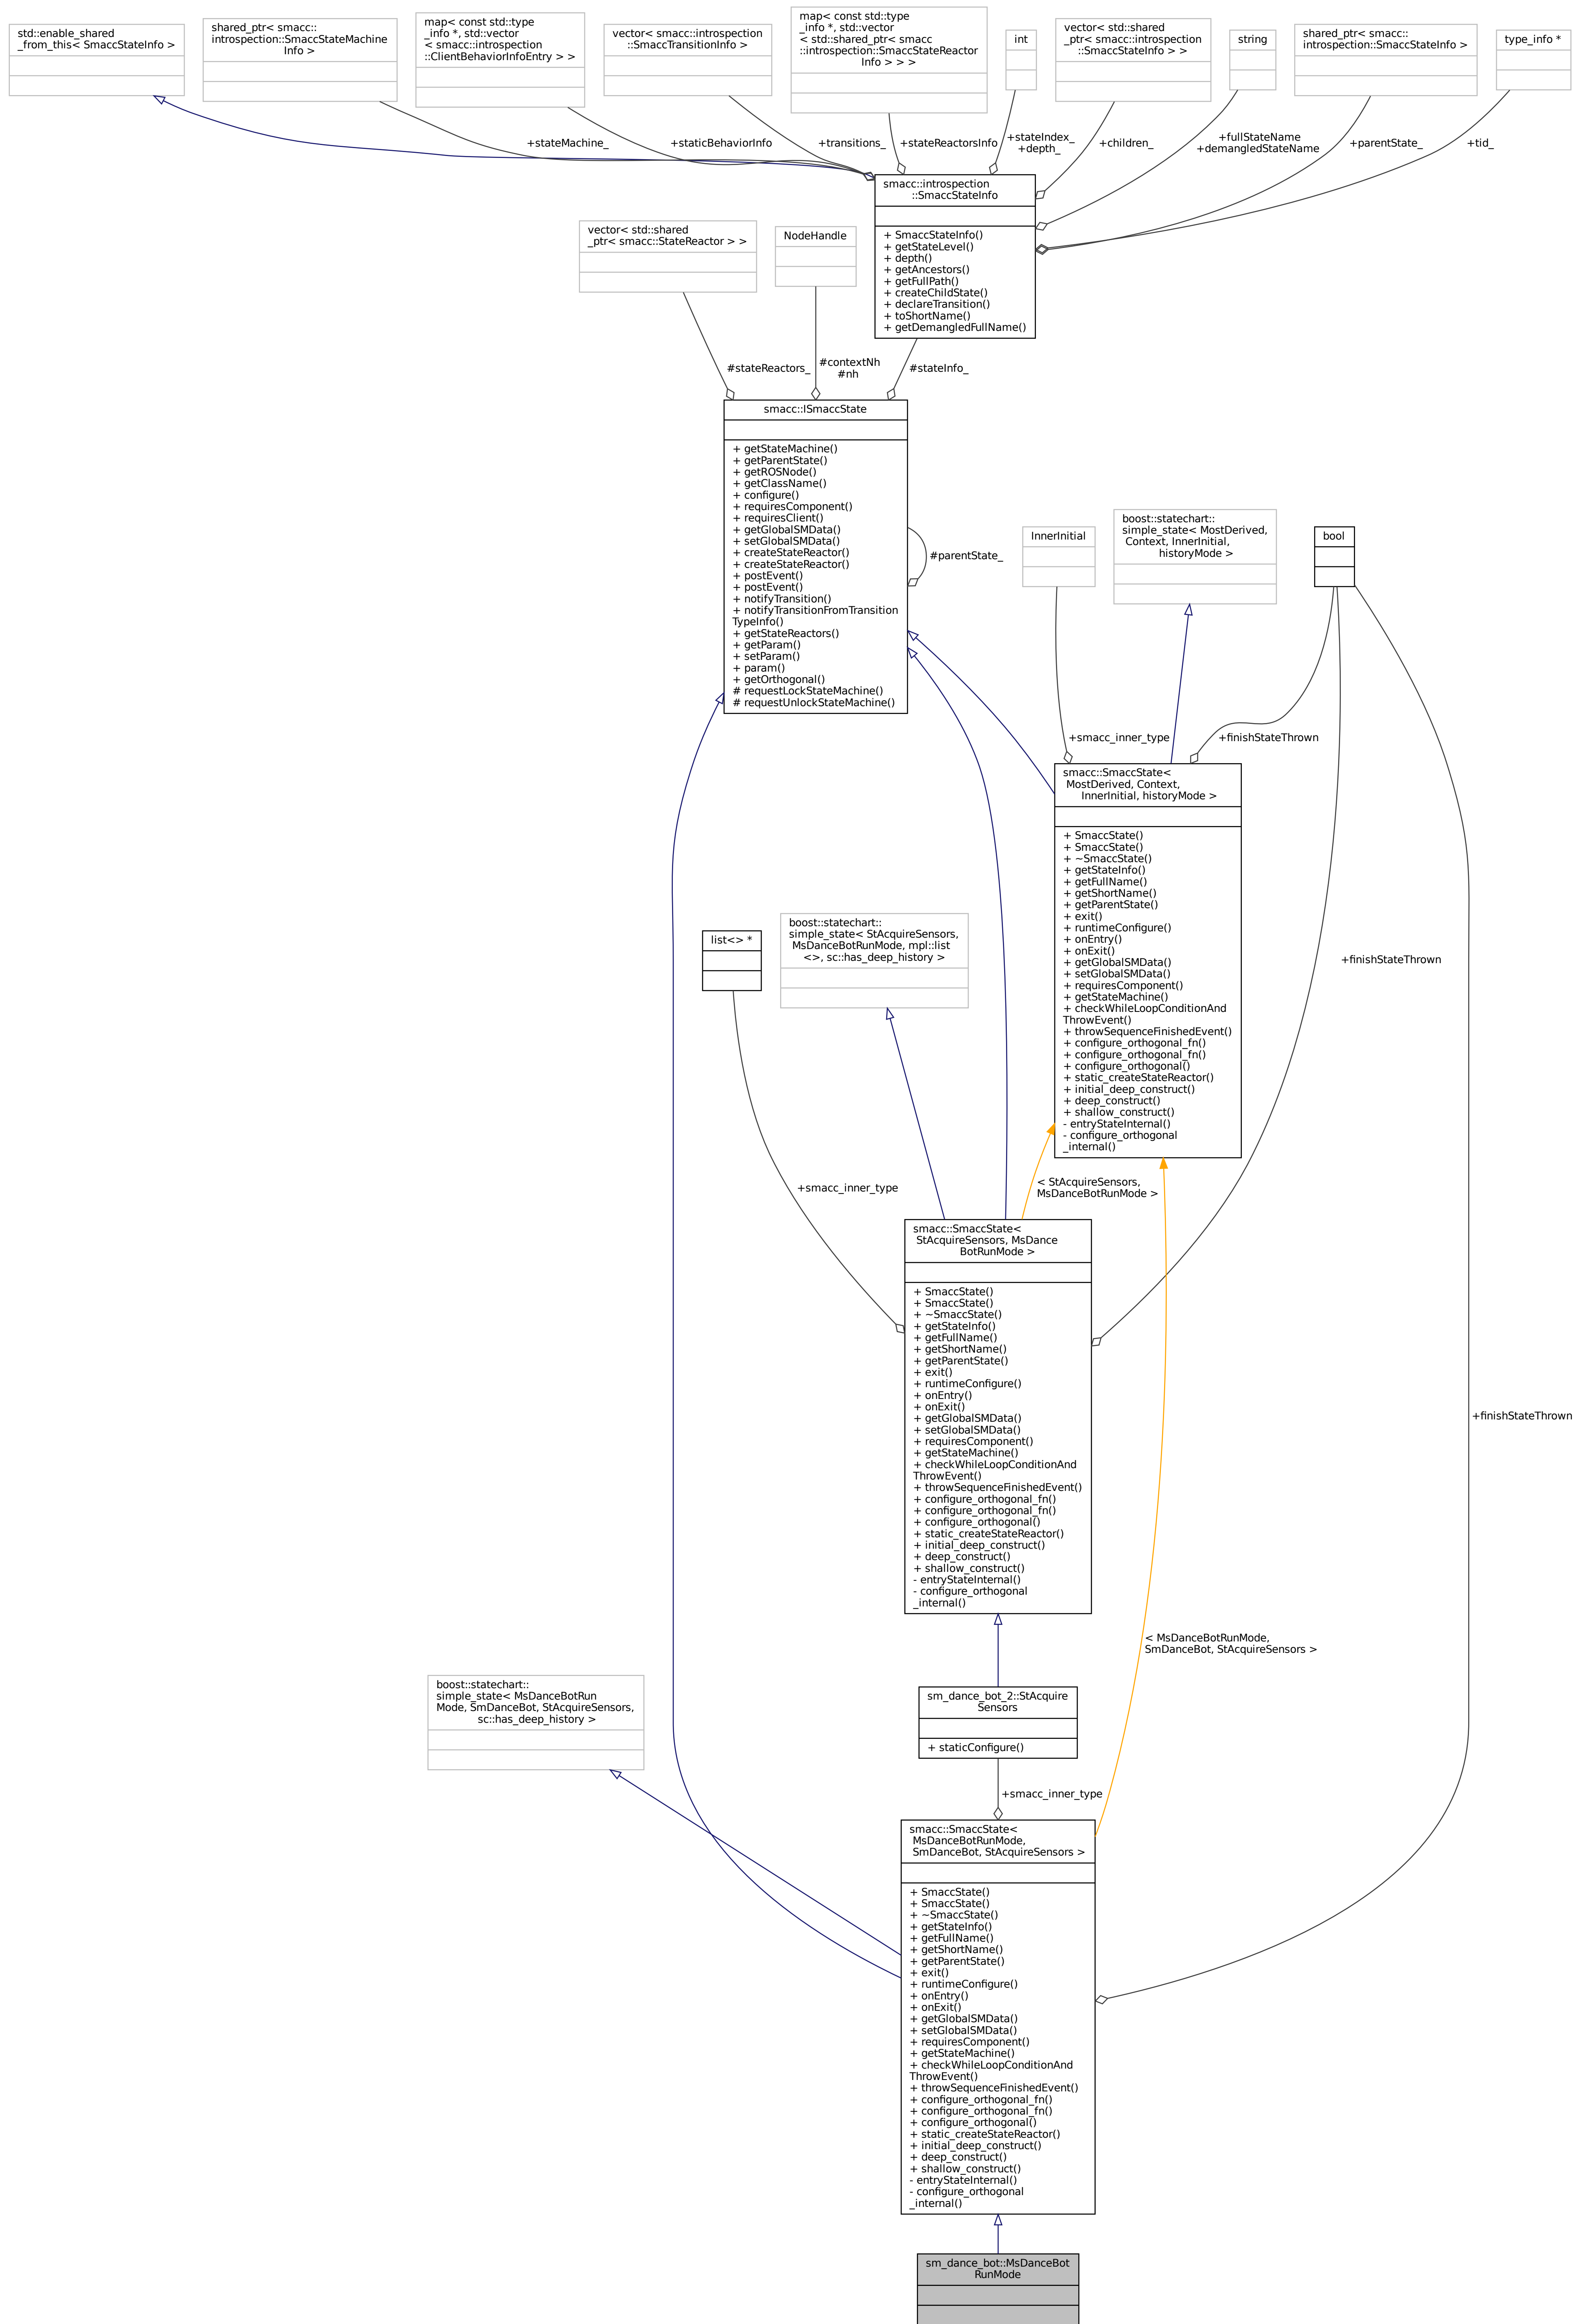 std::enable_shared
_from_this< SmaccStateInfo >
shared_ptr< smacc::
introspection::SmaccStateMachine
Info >
map< const std::type
_info *, std::vector
< smacc::introspection
::ClientBehaviorInfoEntry > >
vector< smacc::introspection
::SmaccTransitionInfo >
map< const std::type
_info *, std::vector
< std::shared_ptr< smacc
::introspection::SmaccStateReactor
Info > > >
int
vector< std::shared
_ptr< smacc::introspection
::SmaccStateInfo > >
string
shared_ptr< smacc::
introspection::SmaccStateInfo >
type_info *
+stateMachine_
+staticBehaviorInfo
+transitions_
+stateReactorsInfo
+stateIndex_
+depth_
+children_
+fullStateName
+demangledStateName
+parentState_
+tid_
smacc::introspection
::SmaccStateInfo
+ SmaccStateInfo()
+ getStateLevel()
+ depth()
+ getAncestors()
+ getFullPath()
+ createChildState()
+ declareTransition()
+ toShortName()
+ getDemangledFullName()
vector< std::shared
_ptr< smacc::StateReactor > >
NodeHandle
#stateReactors_
#contextNh
#nh
#stateInfo_
smacc::ISmaccState
+ getStateMachine()
+ getParentState()
+ getROSNode()
+ getClassName()
+ configure()
+ requiresComponent()
+ requiresClient()
+ getGlobalSMData()
+ setGlobalSMData()
+ createStateReactor()
+ createStateReactor()
+ postEvent()
+ postEvent()
+ notifyTransition()
+ notifyTransitionFromTransition
TypeInfo()
+ getStateReactors()
+ getParam()
+ setParam()
+ param()
+ getOrthogonal()
# requestLockStateMachine()
# requestUnlockStateMachine()
#parentState_
InnerInitial
boost::statechart::
simple_state< MostDerived,
Context, InnerInitial,
historyMode >
bool
+smacc_inner_type
+finishStateThrown
smacc::SmaccState<
MostDerived, Context,
InnerInitial, historyMode >
+ SmaccState()
+ SmaccState()
+ ~SmaccState()
+ getStateInfo()
+ getFullName()
+ getShortName()
+ getParentState()
+ exit()
+ runtimeConfigure()
+ onEntry()
+ onExit()
+ getGlobalSMData()
+ setGlobalSMData()
+ requiresComponent()
+ getStateMachine()
+ checkWhileLoopConditionAnd
ThrowEvent()
+ throwSequenceFinishedEvent()
+ configure_orthogonal_fn()
+ configure_orthogonal_fn()
+ configure_orthogonal()
+ static_createStateReactor()
+ initial_deep_construct()
+ deep_construct()
+ shallow_construct()
- entryStateInternal()
- configure_orthogonal
_internal()
list<> *
boost::statechart::
simple_state< StAcquireSensors,
MsDanceBotRunMode, mpl::list
<>, sc::has_deep_history >
+finishStateThrown
+smacc_inner_type
< StAcquireSensors,
MsDanceBotRunMode >
smacc::SmaccState<
StAcquireSensors, MsDance
BotRunMode >
+ SmaccState()
+ SmaccState()
+ ~SmaccState()
+ getStateInfo()
+ getFullName()
+ getShortName()
+ getParentState()
+ exit()
+ runtimeConfigure()
+ onEntry()
+ onExit()
+ getGlobalSMData()
+ setGlobalSMData()
+ requiresComponent()
+ getStateMachine()
+ checkWhileLoopConditionAnd
ThrowEvent()
+ throwSequenceFinishedEvent()
+ configure_orthogonal_fn()
+ configure_orthogonal_fn()
+ configure_orthogonal()
+ static_createStateReactor()
+ initial_deep_construct()
+ deep_construct()
+ shallow_construct()
- entryStateInternal()
- configure_orthogonal
_internal()
+finishStateThrown
< MsDanceBotRunMode,
SmDanceBot, StAcquireSensors >
boost::statechart::
simple_state< MsDanceBotRun
Mode, SmDanceBot, StAcquireSensors,
sc::has_deep_history >
sm_dance_bot_2::StAcquire
Sensors
+ staticConfigure()
+smacc_inner_type
smacc::SmaccState<
MsDanceBotRunMode,
SmDanceBot, StAcquireSensors >
+ SmaccState()
+ SmaccState()
+ ~SmaccState()
+ getStateInfo()
+ getFullName()
+ getShortName()
+ getParentState()
+ exit()
+ runtimeConfigure()
+ onEntry()
+ onExit()
+ getGlobalSMData()
+ setGlobalSMData()
+ requiresComponent()
+ getStateMachine()
+ checkWhileLoopConditionAnd
ThrowEvent()
+ throwSequenceFinishedEvent()
+ configure_orthogonal_fn()
+ configure_orthogonal_fn()
+ configure_orthogonal()
+ static_createStateReactor()
+ initial_deep_construct()
+ deep_construct()
+ shallow_construct()
- entryStateInternal()
- configure_orthogonal
_internal()
sm_dance_bot::MsDanceBot
RunMode